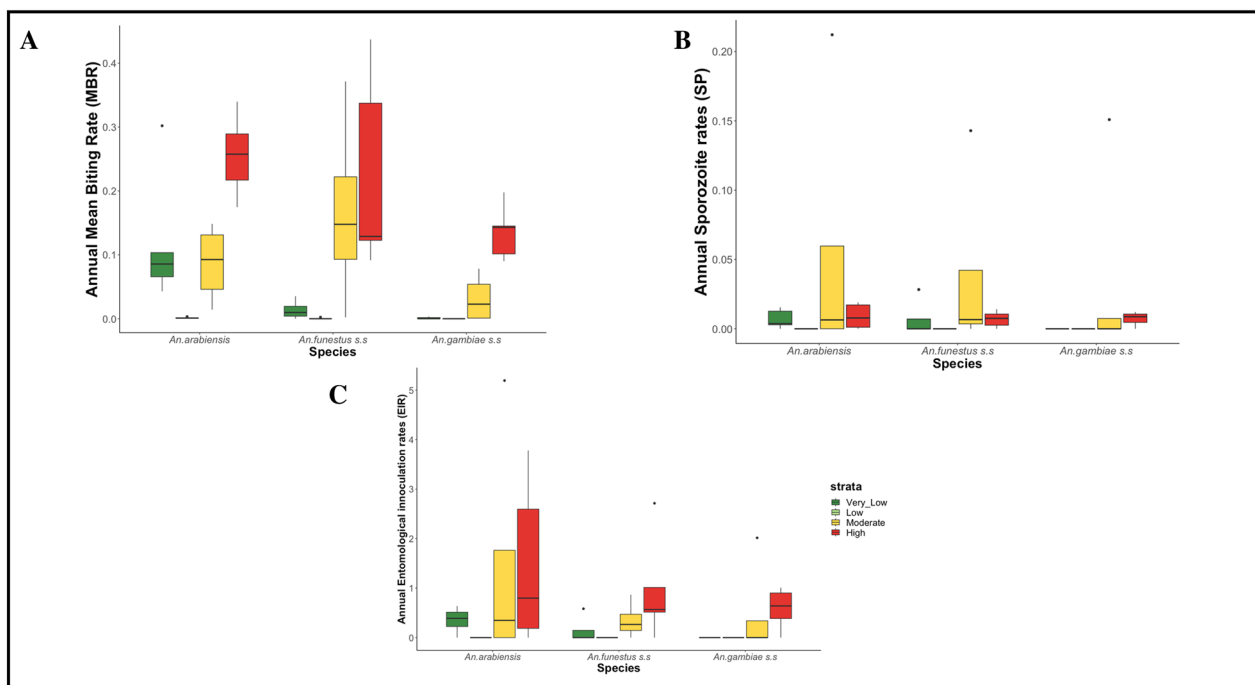 A
Annual Mean Biting Rate (MBR)
0.4
0.3
0.2
0.1
0.0
An.arabiensis An.funestus s.s An.gambiae s.s
Species
B
Annual Sporozoite rates (SP)
0.20
0.15
0.10
0.05
0.00
An.arabiensis An.funestus s.s An.gambiae s.s
Species
C
Annual Entomological innoculation rates (EIR)
5
4
3
2
1
0
An.arabiensis An.funestus s.s An.gambiae s.s
Species
strata
Very_Low
Low
Moderate
High